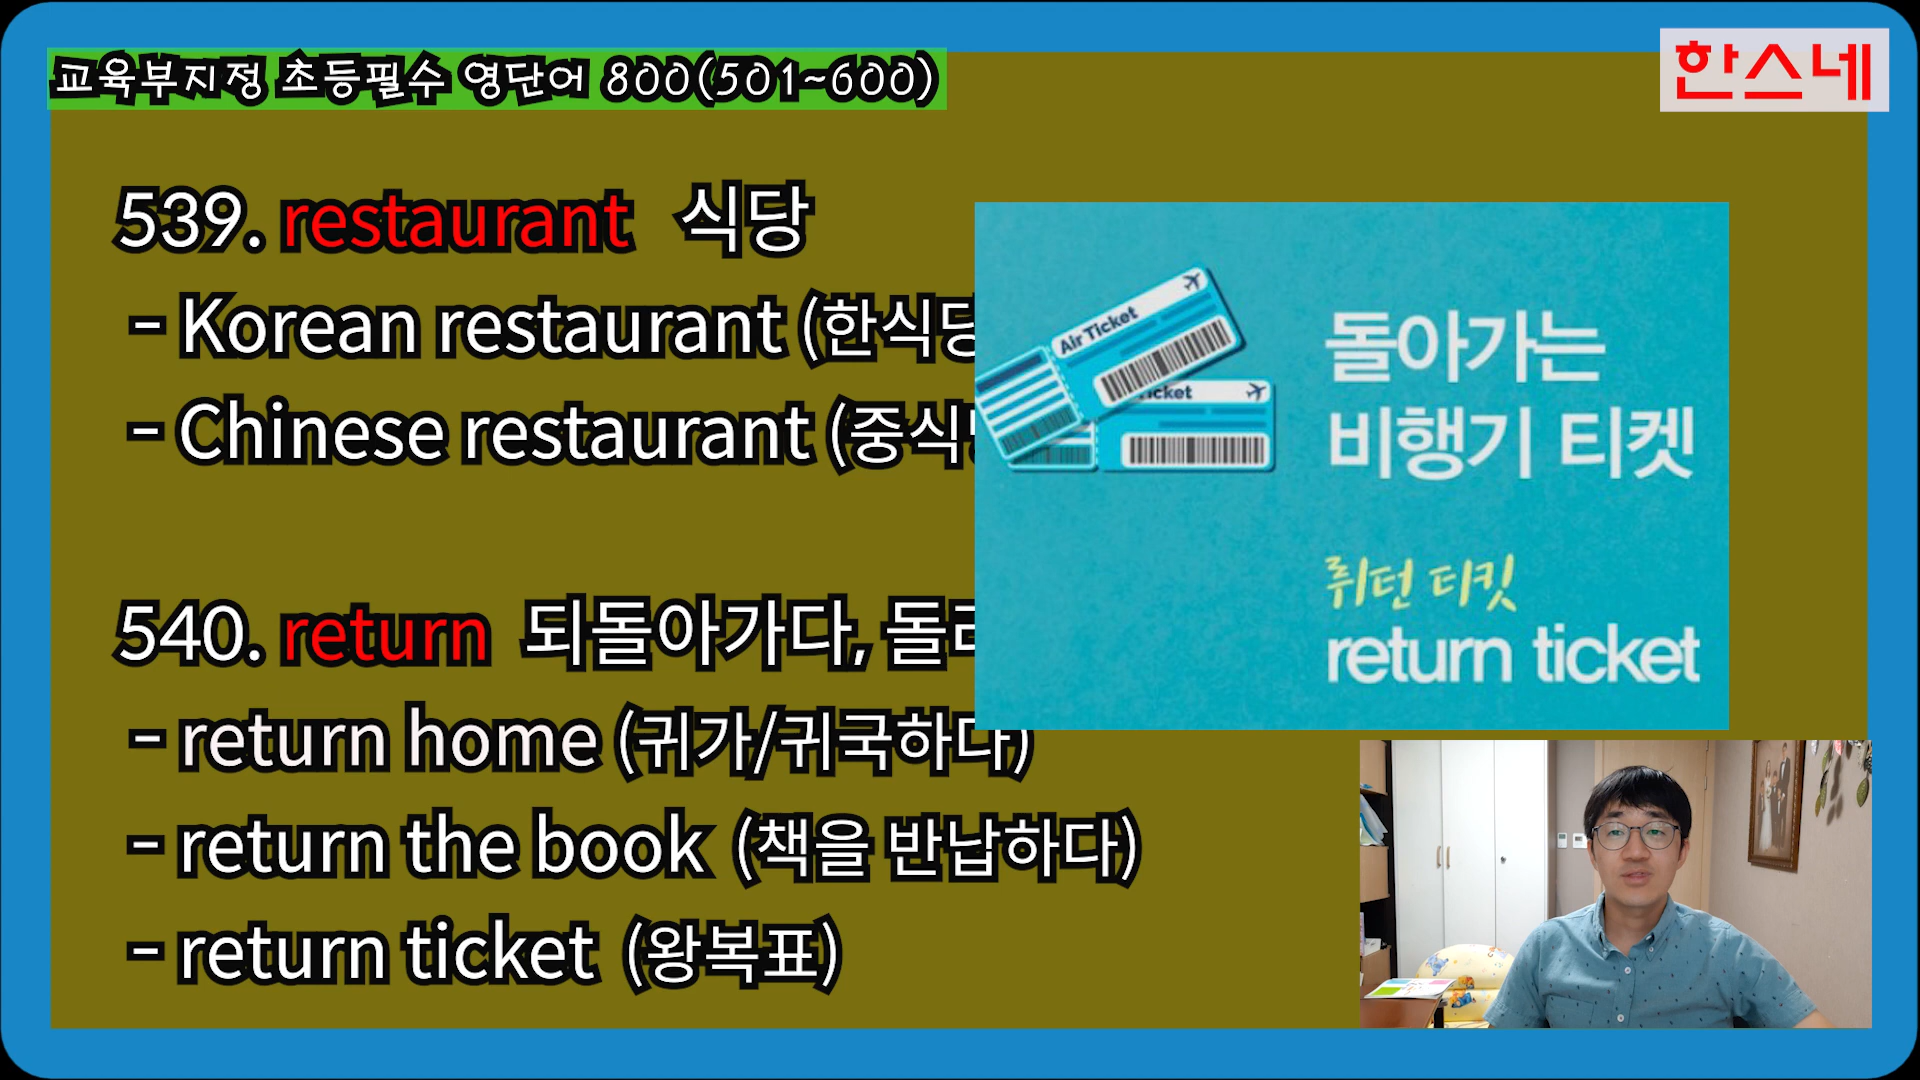 교육부지정 초등필수 영단어 800(501~600)
한스네
539. restaurant 식당
- Korean restaurant (한식당
- Chinese restaurant (중식
540. return 되돌아가다,
- return home (귀가/귀국하다)
- return the book (책을 반납하다)
- return ticket (왕복표)
Air Ticket
돌아가는
비행기 티켓
뤼턴 티킷
return ticket